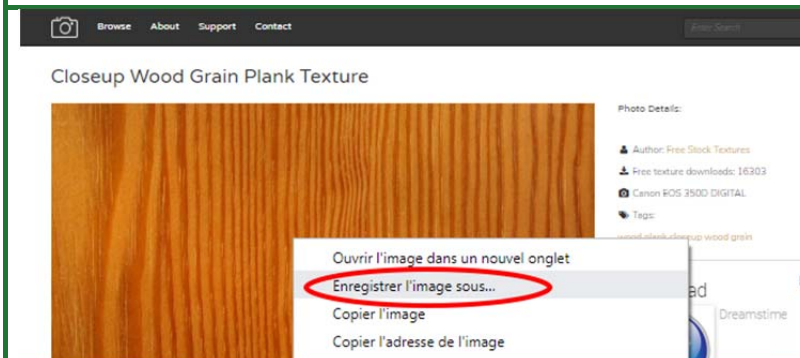 Browse About Support Contact Enter Search
Closeup Wood Grain Plank Texture
Photo Details:
Author: Free Stock Textures
Free texture downloads: 16303
Canon EOS 350D DIGITAL
Tags:
wood plank closeup wood grain
Ouvrir l'image dans un nouvel onglet
Enregistrer l'image sous...
Copier l'image
Copier l'adresse de l'image
ad
Dreamstime